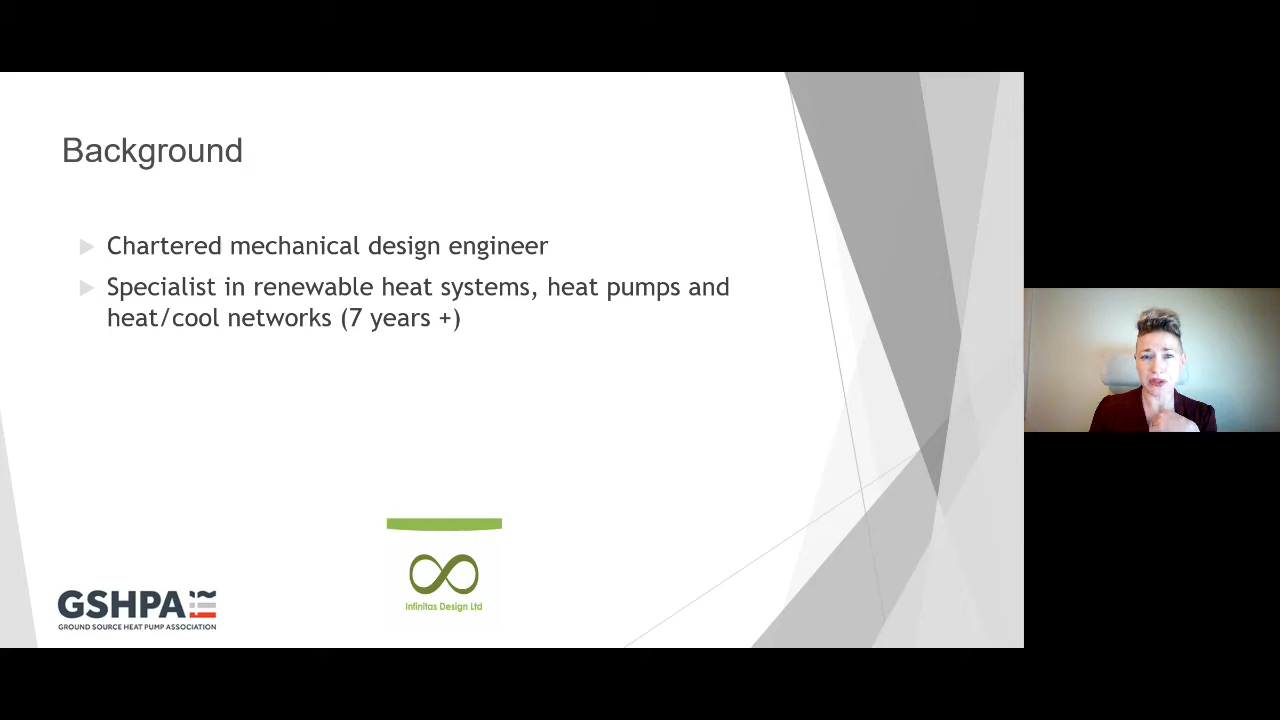 Background
Chartered mechanical design engineer
Specialist in renewable heat systems, heat pumps and
heat/cool networks (7 years +)
Infinitas Design Ltd
GSHPA
GROUND SOURCE HEAT PUMP ASSOCIATION